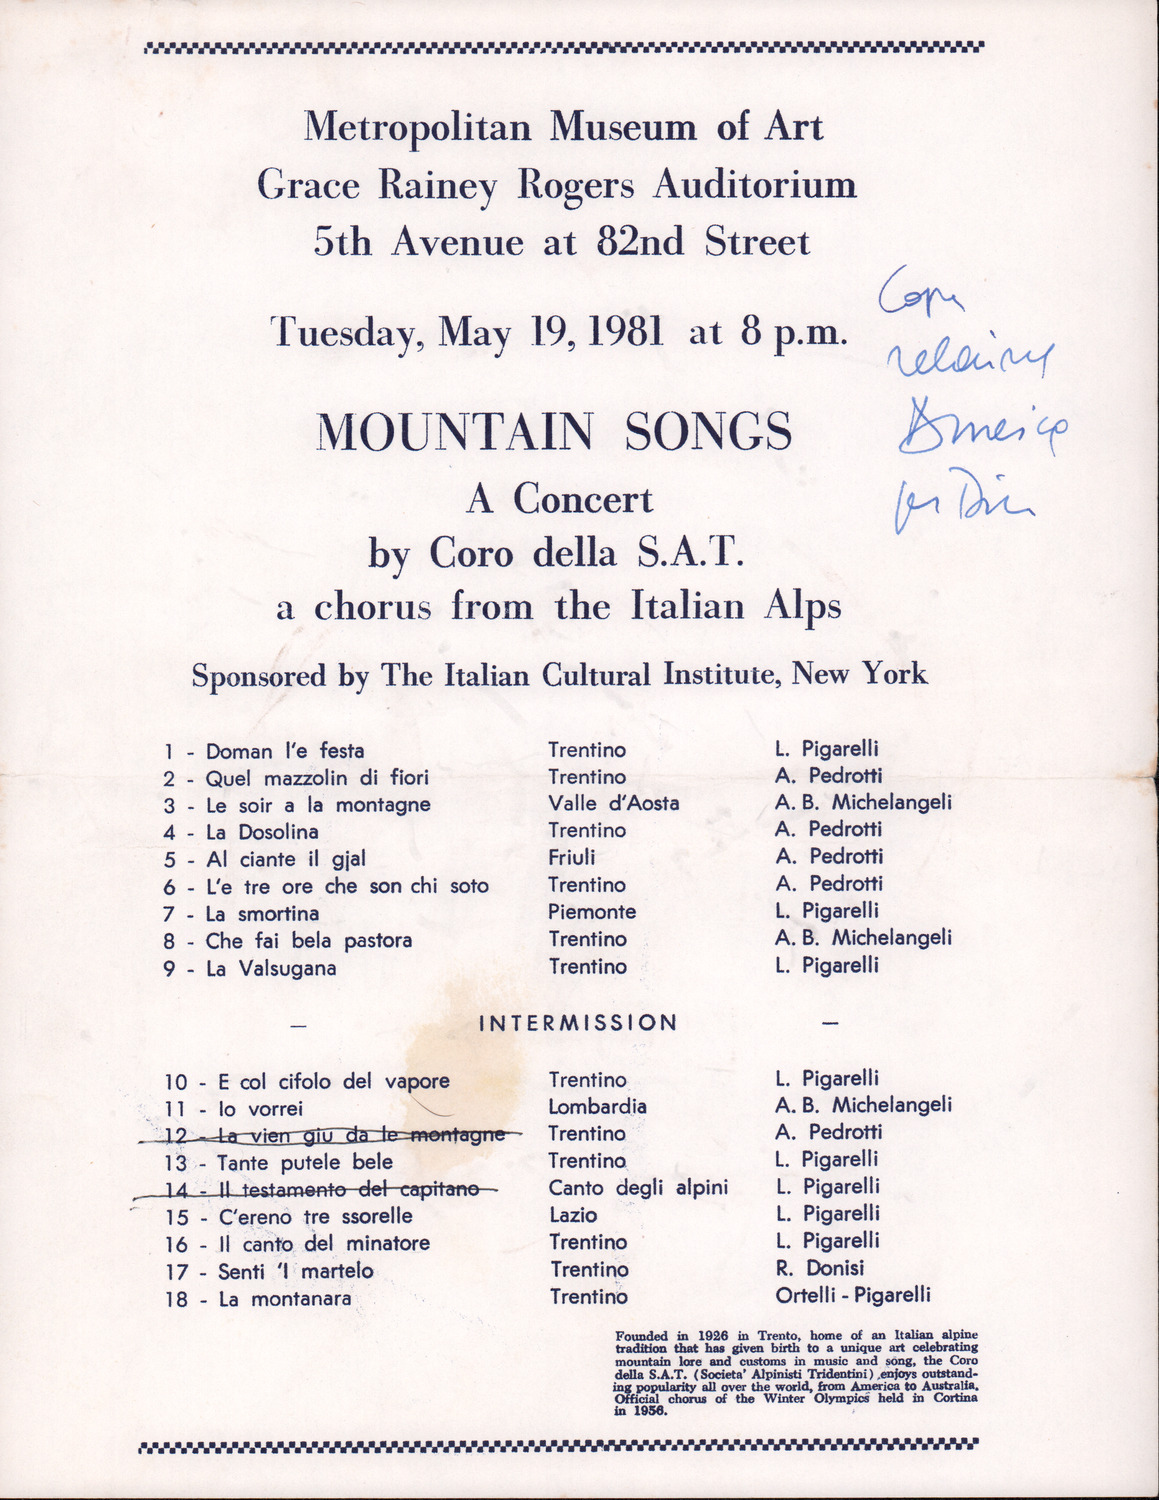 Metropolitan Museum of Art
Grace Rainey Rogers Auditorium
5th Avenue at 82nd Street
Tuesday, May 19, 1981 at 8 p.m.
MOUNTAIN SONGS
A Concert
by Coro della S.A.T.
a chorus from the Italian Alps
Sponsored by The Italian Cultural Institute, New York
1 - Doman l'e festa Trentino L. Pigarelli
2 - Quel mazzolin di fiori Trentino A. Pedrotti
3 - Le soir a la montagne Valle d'Aosta A. B. Michelangeli
4 - La Dosolina Trentino A. Pedrotti
5 - Al ciante il gjal Friuli A. Pedrotti
6 - L'e tre ore che son chi soto Trentino A. Pedrotti
7 - La smortina Piemonte L. Pigarelli
8 - Che fai bela pastora Trentino A. B. Michelangeli
9 - La Valsugana Trentino L. Pigarelli
— INTERMISSION —
10 - E col cifolo del vapore Trentino L. Pigarelli
11 - Io vorrei Lombardia A. B. Michelangeli
12 - La vien giu da le montagne Trentino A. Pedrotti
13 - Tante putele bele Trentino L. Pigarelli
14 - Il testamento del capitano Canto degli alpini L. Pigarelli
15 - C'ereno tre ssorelle Lazio L. Pigarelli
16 - Il canto del minatore Trentino L. Pigarelli
17 - Senti 'l martelo Trentino R. Donisi
18 - La montanara Trentino Ortelli - Pigarelli
Founded in 1926 in Trento, home of an Italian alpine
tradition that has given birth to a unique art celebrating
mountain lore and customs in music and song, the Coro
della S.A.T. (Societa' Alpinisti Tridentini) enjoys outstand-
ing popularity all over the world, from America to Australia.
Official chorus of the Winter Olympics held in Cortina
in 1956.